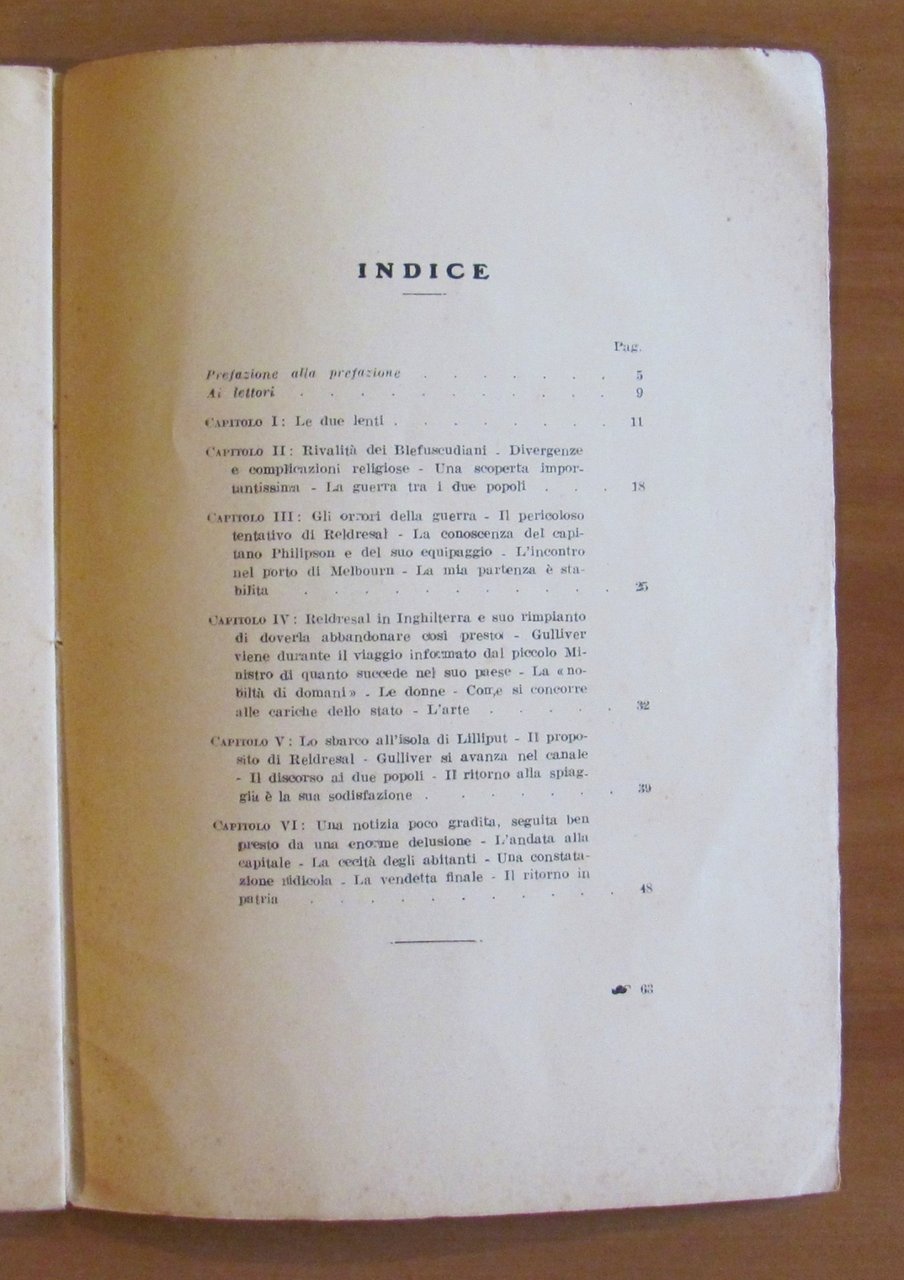 INDICE
Pag.
Prefazione alla prefazione . . . . . . . 5
Ai lettori . . . . . . . . . . . . 9
CAPITOLO I: Le due lenti . . . . . . . . 11
CAPITOLO II: Rivalità dei Blefuscudiani - Divergenze
e complicazioni religiose - Una scoperta impor-
tantissima - La guerra tra i due popoli . . . 18
CAPITOLO III: Gli orrori della guerra - Il pericoloso
tentativo di Reldresal - La conoscenza del capi-
tano Philipson e del suo equipaggio - L'incontro
nel porto di Melbourn - La mia partenza è sta-
bilita . . . . . . . . . . . . 25
CAPITOLO IV: Reldresal in Inghilterra e suo rimpianto
di doverla abbandonare così presto - Gulliver
viene durante il viaggio informato dal piccolo Mi-
nistro di quanto succede nel suo paese - La «no-
biltà di domani» - Le donne - Come si concorre
alle cariche dello stato - L'arte . . . . . 32
CAPITOLO V: Lo sbarco all'isola di Lilliput - Il propo-
sito di Reldresal - Gulliver si avanza nel canale
- Il discorso ai due popoli - Il ritorno alla spiag-
gia è la sua sodisfazione . . . . . . 39
CAPITOLO VI: Una notizia poco gradita, seguita ben
presto da una enorme delusione - L'andata alla
capitale - La cecità degli abitanti - Una constata-
zione ridicola - La vendetta finale - Il ritorno in
patria . . . . . . . . . . . 48
63